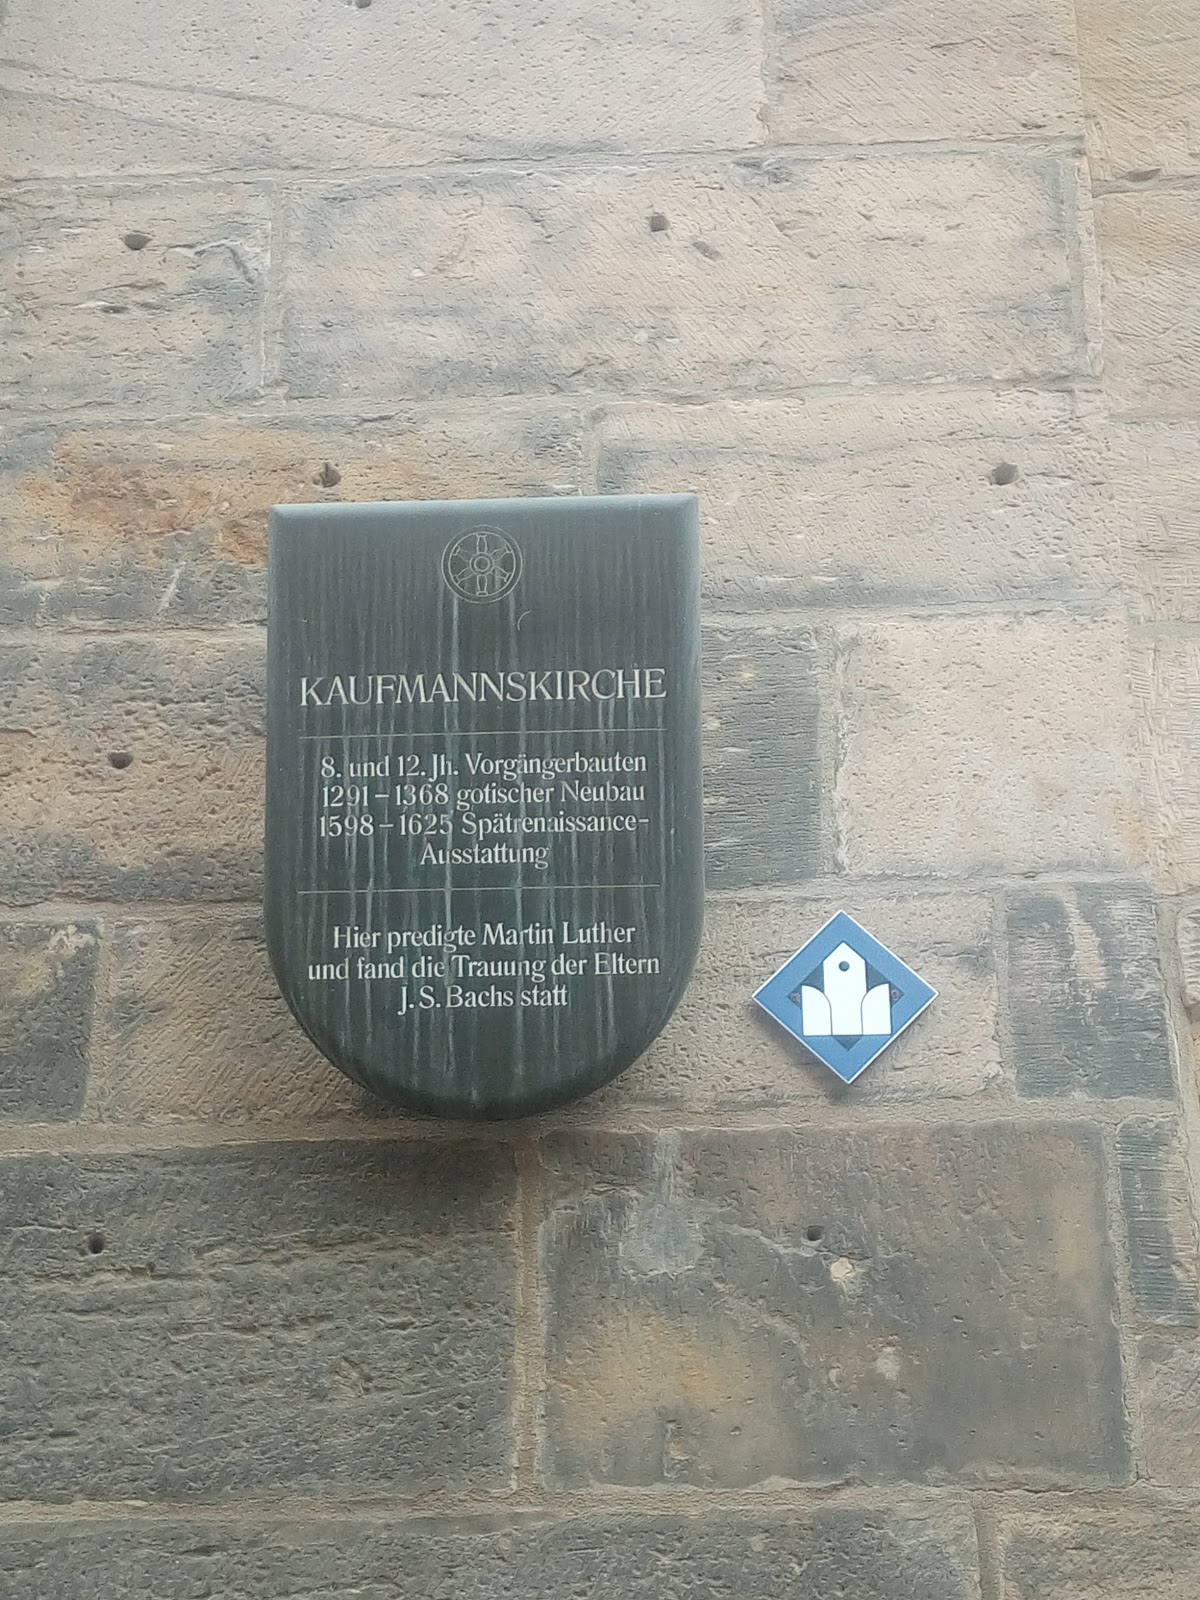 KAUFMANNSKIRCHE
8. und 12. Jh. Vorgängerbauten
1291 – 1368 gotischer Neubau
1598 – 1625 Spätrenaissance-
Ausstattung
Hier predigte Martin Luther
und fand die Trauung der Eltern
J. S. Bachs statt